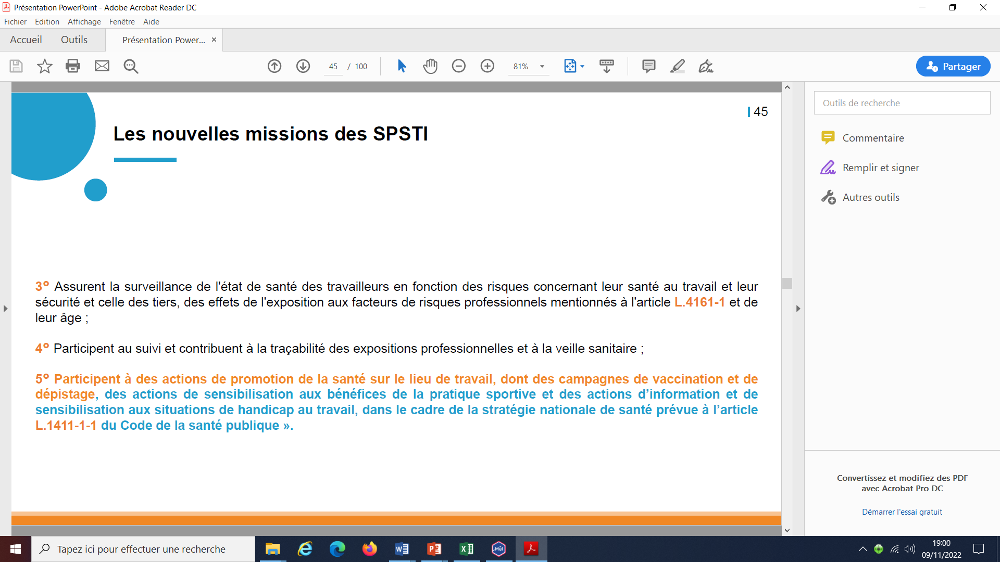 Présentation PowerPoint - Adobe Acrobat Reader DC
Fichier Edition Affichage Fenêtre Aide
Accueil Outils Présentation Power... ×
45 / 100 81% Partager
Outils de recherche
Commentaire
Remplir et signer
Autres outils
Convertissez et modifiez des PDF
avec Acrobat Pro DC
Démarrer l'essai gratuit
45
Les nouvelles missions des SPSTI
3° Assurent la surveillance de l'état de santé des travailleurs en fonction des risques concernant leur santé au travail et leur
sécurité et celle des tiers, des effets de l'exposition aux facteurs de risques professionnels mentionnés à l'article L.4161-1 et de
leur âge ;
4° Participent au suivi et contribuent à la traçabilité des expositions professionnelles et à la veille sanitaire ;
5° Participent à des actions de promotion de la santé sur le lieu de travail, dont des campagnes de vaccination et de
dépistage, des actions de sensibilisation aux bénéfices de la pratique sportive et des actions d’information et de
sensibilisation aux situations de handicap au travail, dans le cadre de la stratégie nationale de santé prévue à l’article
L.1411-1-1 du Code de la santé publique ».
Tapez ici pour effectuer une recherche
Mél
19:00
09/11/2022